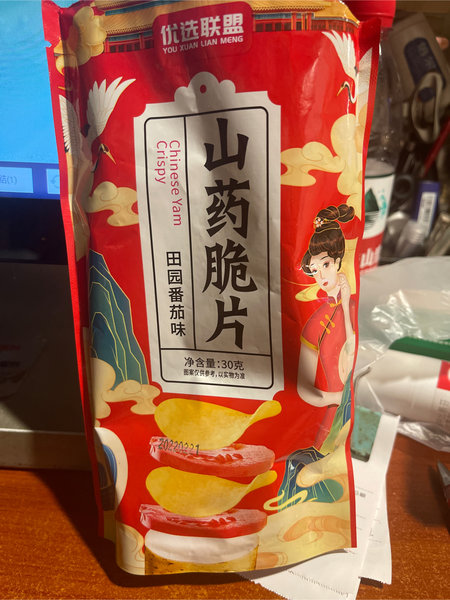 优选联盟
YOU XUAN LIAN MENG
山药脆片
Chinese Yam
Crispy
田园番茄味
净含量:30克
图案仅供参考,以实物为准